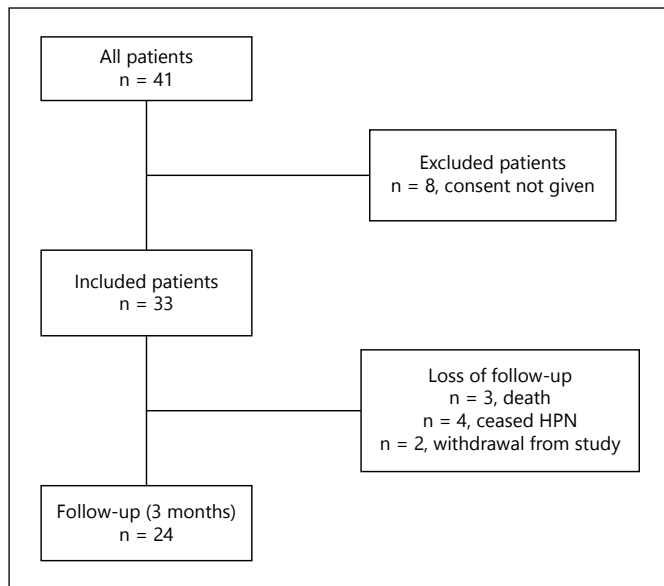 All patients
n = 41
Excluded patients
n = 8, consent not given
Included patients
n = 33
Loss of follow-up
n = 3, death
n = 4, ceased HPN
n = 2, withdrawal from study
Follow-up (3 months)
n = 24